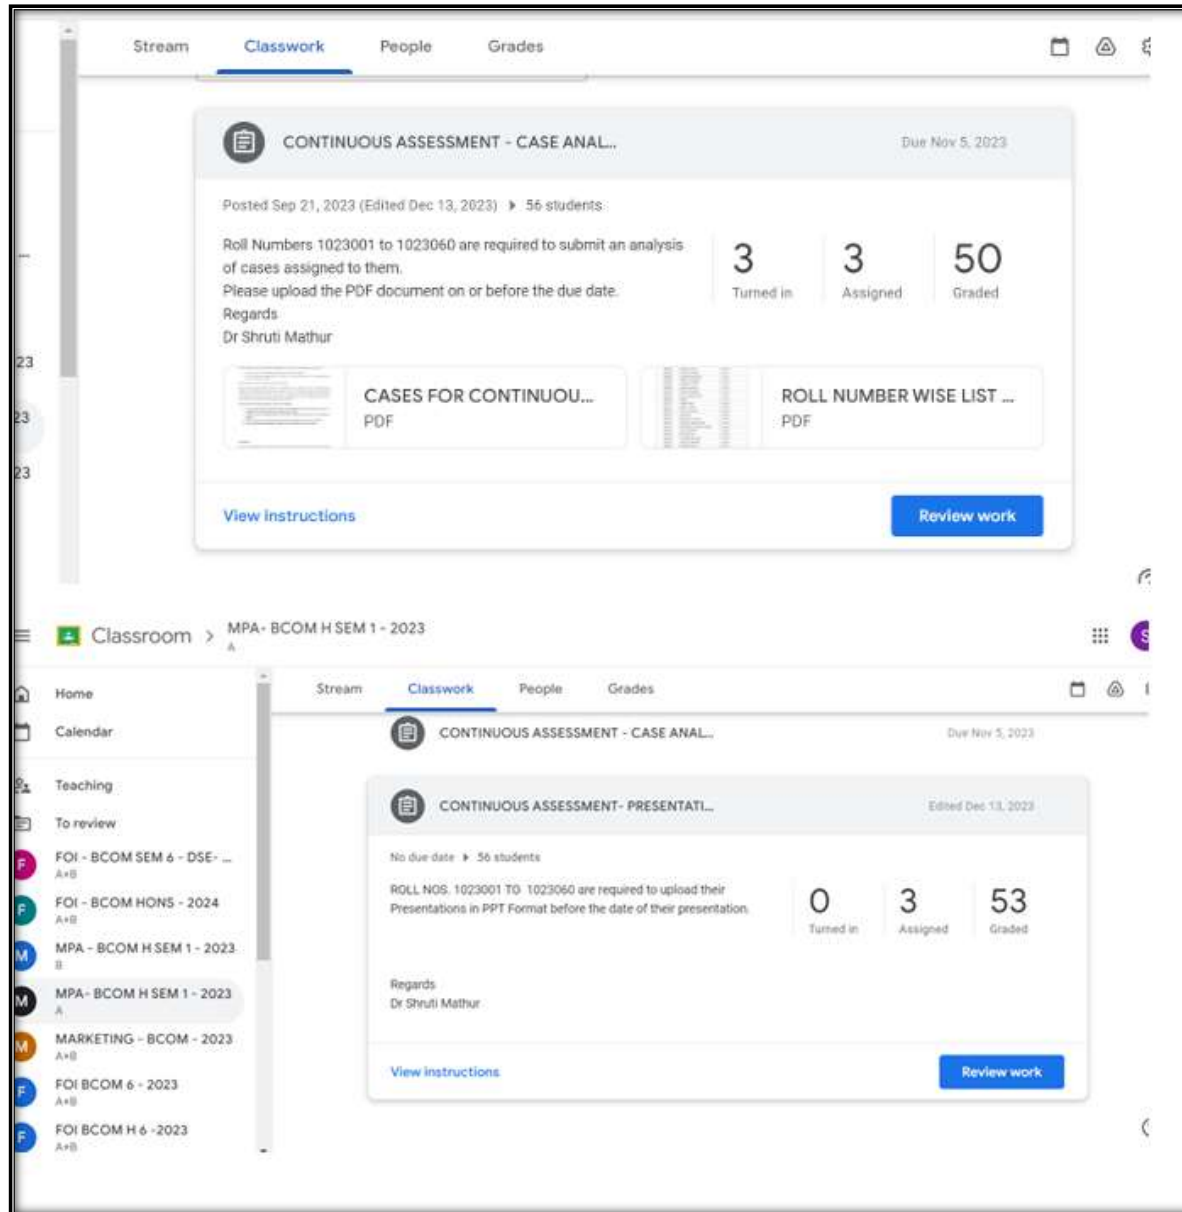 Stream Classwork People Grades
CONTINUOUS ASSESSMENT - CASE ANAL...
Due Nov 5, 2023
Posted Sep 21, 2023 (Edited Dec 13, 2023) 56 students
Roll Numbers 1023001 to 1023060 are required to submit an analysis
of cases assigned to them.
Please upload the PDF document on or before the due date.
Regards
Dr Shruti Mathur
3
Turned in
3
Assigned
50
Graded
...
23
23
23
CASES FOR CONTINUOU...
PDF
ROLL NUMBER WISE LIST ...
PDF
View instructions
Review work
Classroom > MPA- BCOM H SEM 1 - 2023
A
S
Home
Calendar
Teaching
To review
F
FOI - BCOM SEM 6 - DSE- ...
A+B
F
FOI - BCOM HONS - 2024
A+B
M
MPA - BCOM H SEM 1 - 2023
B
M
MPA- BCOM H SEM 1 - 2023
A
M
MARKETING - BCOM - 2023
A+B
F
FOI BCOM 6 - 2023
A+B
F
FOI BCOM H 6 -2023
A+B
Stream Classwork People Grades
CONTINUOUS ASSESSMENT - CASE ANAL...
Due Nov 5, 2023
CONTINUOUS ASSESSMENT- PRESENTATI...
Edited Dec 13, 2023
No due date 56 students
ROLL NOS. 1023001 TO 1023060 are required to upload their
Presentations in PPT Format before the date of their presentation.
Regards
Dr Shruti Mathur
0
Turned in
3
Assigned
53
Graded
View instructions
Review work